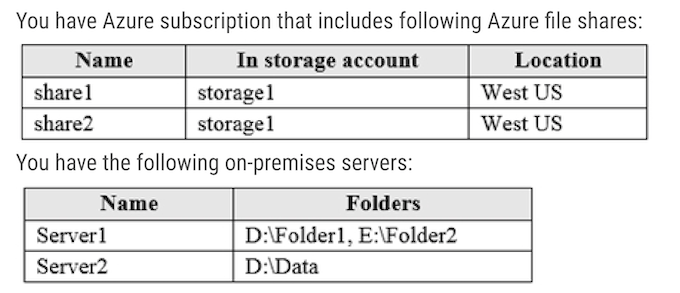 You have Azure subscription that includes following Azure file shares:
Name In storage account Location
share1 storage1 West US
share2 storage1 West US
You have the following on-premises servers:
Name Folders
Server1 D:\Folder1, E:\Folder2
Server2 D:\Data